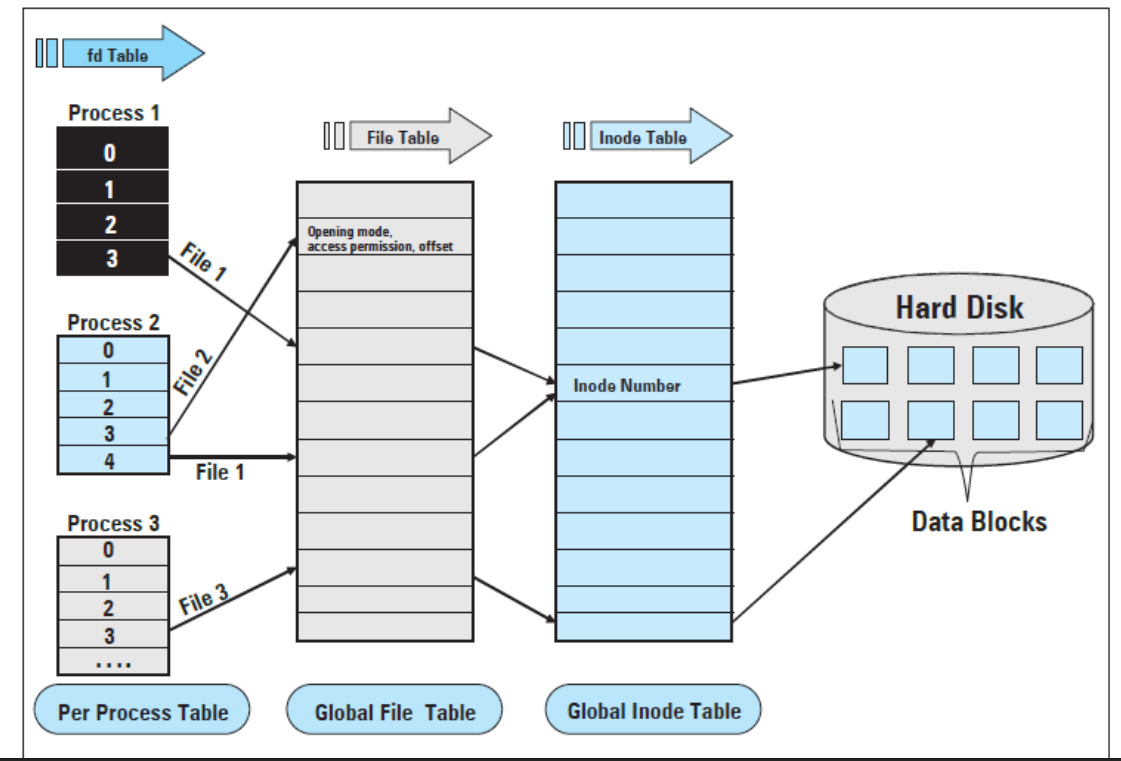 fd Table
Process 1
0
1
2
3
File 1
Process 2
0
1
2
3
4
File 2
File 1
Process 3
0
1
2
3
....
File 3
Per Process Table
File Table
Opening mode,
access permission, offset
Global File Table
Inode Table
Inode Number
Global Inode Table
Hard Disk
Data Blocks